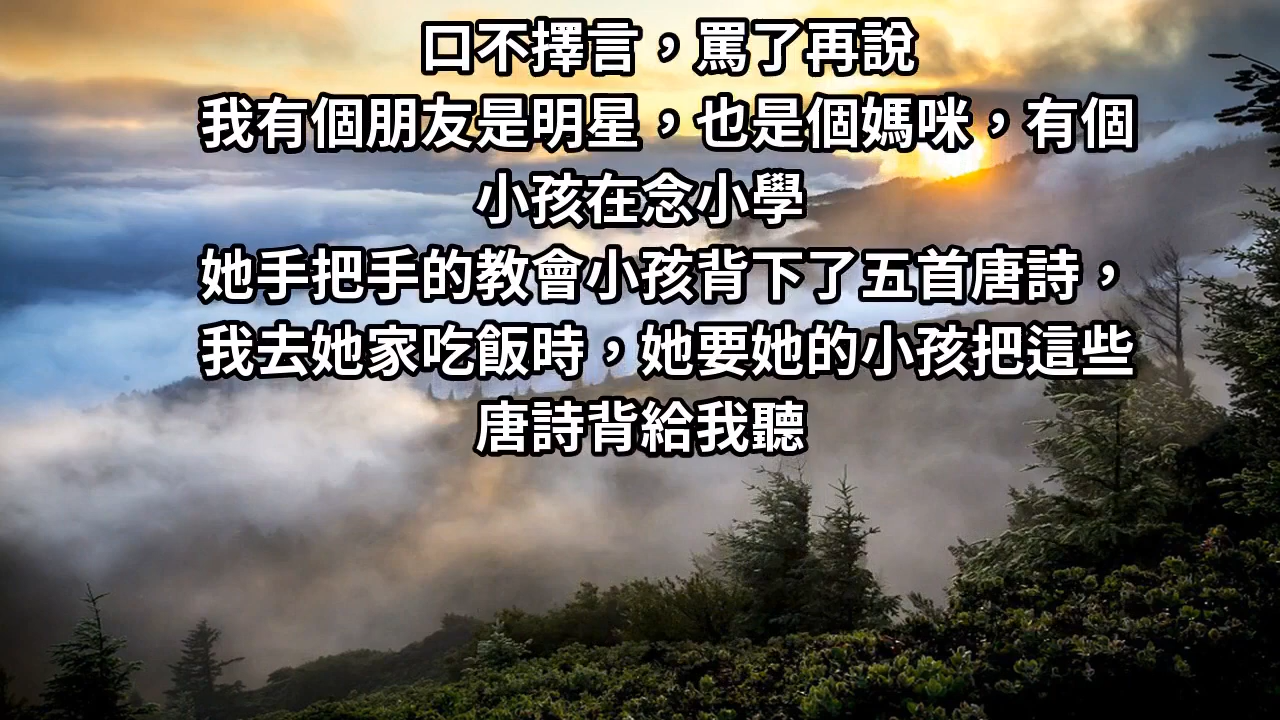 口不擇言，罵了再說
我有個朋友是明星，也是個媽咪，有個
小孩在念小學
她手把手的教會小孩背下了五首唐詩，
我去她家吃飯時，她要她的小孩把這些
唐詩背給我聽